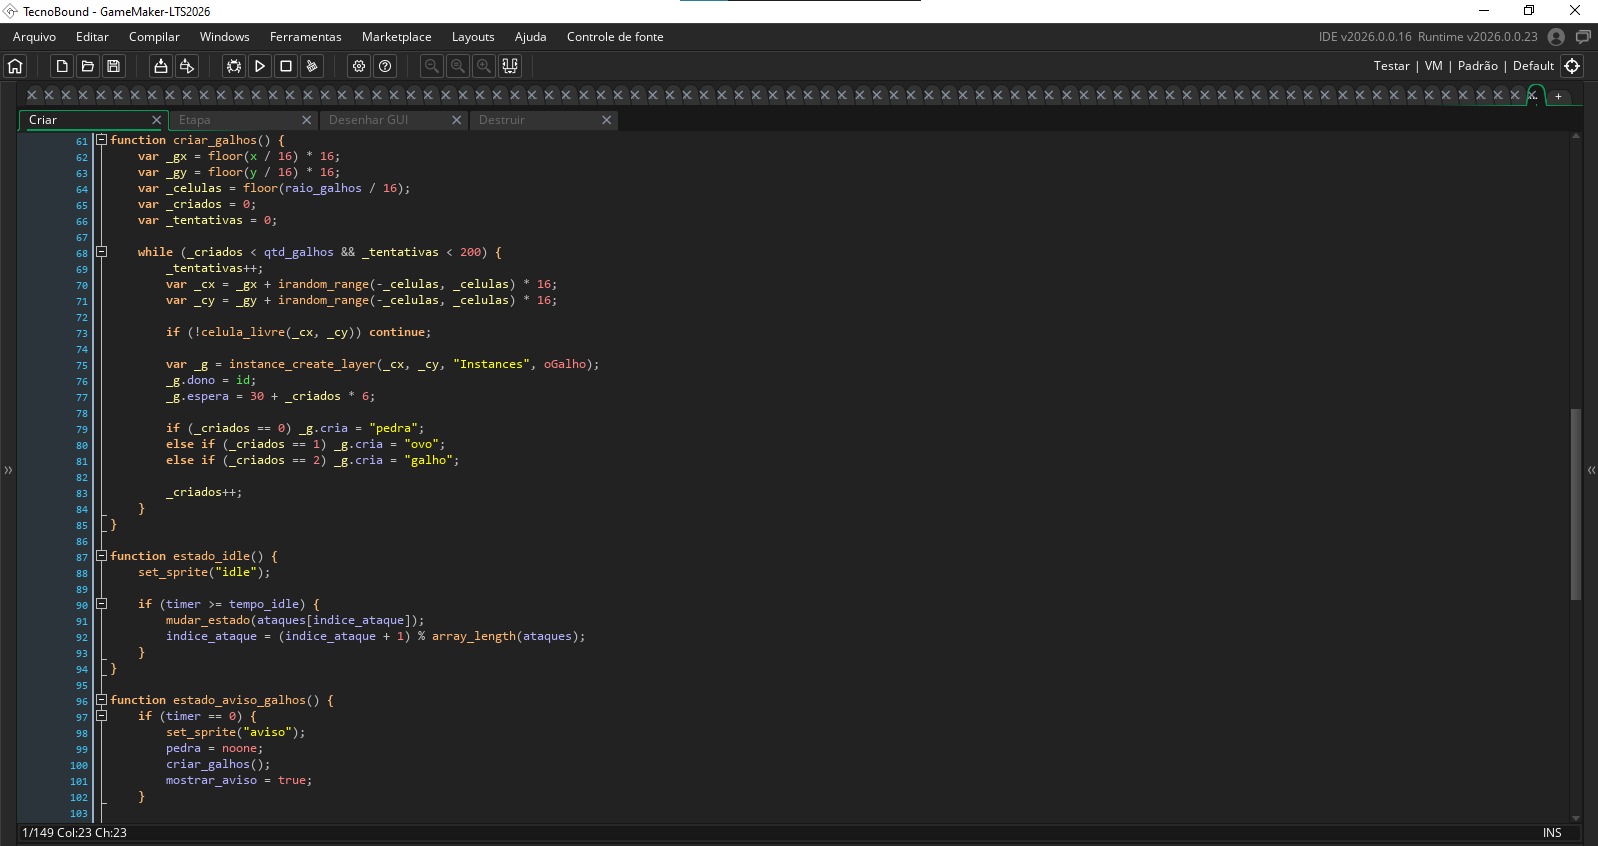 TecnoBound - GameMaker-LTS2026
Arquivo Editar Compilar Windows Ferramentas Marketplace Layouts Ajuda Controle de fonte IDE v2026.0.0.16 Runtime v2026.0.0.23
Testar | VM | Padrão | Default
Criar Etapa Desenhar GUI Destruir
61 function criar_galhos() {
62 var _gx = floor(x / 16) * 16;
63 var _gy = floor(y / 16) * 16;
64 var _celulas = floor(raio_galhos / 16);
65 var _criados = 0;
66 var _tentativas = 0;
67
68 while (_criados < qtd_galhos && _tentativas < 200) {
69 _tentativas++;
70 var _cx = _gx + irandom_range(-_celulas, _celulas) * 16;
71 var _cy = _gy + irandom_range(-_celulas, _celulas) * 16;
72
73 if (!celula_livre(_cx, _cy)) continue;
74
75 var _g = instance_create_layer(_cx, _cy, "Instances", oGalho);
76 _g.dono = id;
77 _g.espera = 30 + _criados * 6;
78
79 if (_criados == 0) _g.cria = "pedra";
80 else if (_criados == 1) _g.cria = "ovo";
81 else if (_criados == 2) _g.cria = "galho";
82
83 _criados++;
84 }
85 }
86
87 function estado_idle() {
88 set_sprite("idle");
89
90 if (timer >= tempo_idle) {
91 mudar_estado(ataques[indice_ataque]);
92 indice_ataque = (indice_ataque + 1) % array_length(ataques);
93 }
94 }
95
96 function estado_aviso_galhos() {
97 if (timer == 0) {
98 set_sprite("aviso");
99 pedra = noone;
100 criar_galhos();
101 mostrar_aviso = true;
102 }
103
1/149 Col:23 Ch:23 INS